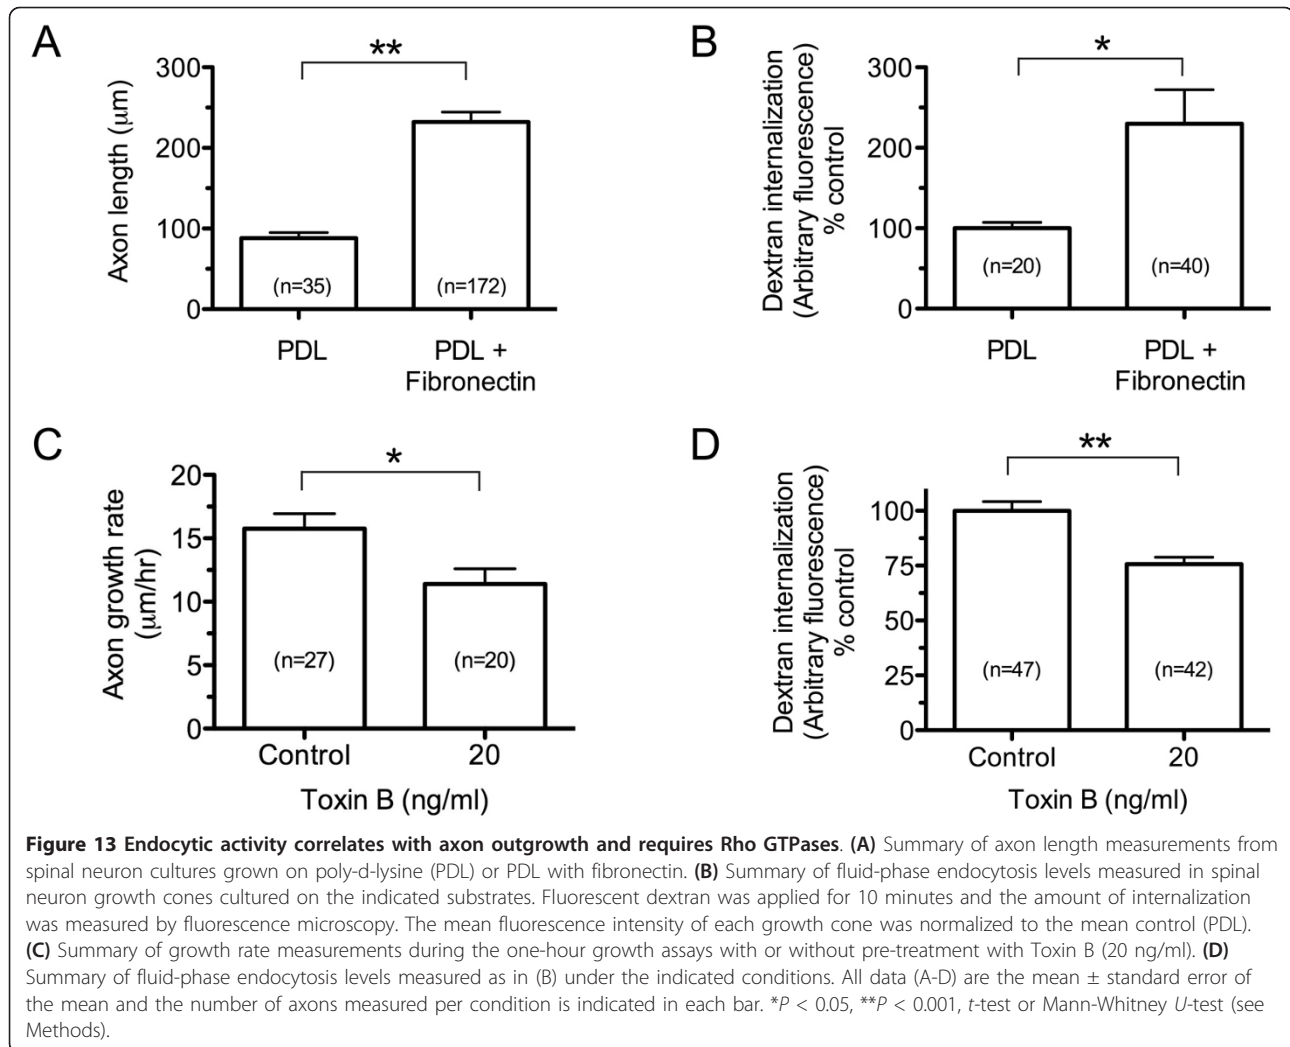 A
**
300
200
100
0
Axon length (μm)
(n=35)
(n=172)
PDL
PDL +
Fibronectin
B
*
300
200
100
0
Dextran internalization
(Arbitrary fluorescence)
% control
(n=20)
(n=40)
PDL
PDL +
Fibronectin
C
*
20
15
10
5
0
Axon growth rate
(μm/hr)
(n=27)
(n=20)
Control
20
Toxin B (ng/ml)
D
**
100
75
50
25
0
Dextran internalization
(Arbitrary fluorescence)
% control
(n=47)
(n=42)
Control
20
Toxin B (ng/ml)
Figure 13 Endocytic activity correlates with axon outgrowth and requires Rho GTPases. (A) Summary of axon length measurements from
spinal neuron cultures grown on poly-d-lysine (PDL) or PDL with fibronectin. (B) Summary of fluid-phase endocytosis levels measured in spinal
neuron growth cones cultured on the indicated substrates. Fluorescent dextran was applied for 10 minutes and the amount of internalization
was measured by fluorescence microscopy. The mean fluorescence intensity of each growth cone was normalized to the mean control (PDL).
(C) Summary of growth rate measurements during the one-hour growth assays with or without pre-treatment with Toxin B (20 ng/ml). (D)
Summary of fluid-phase endocytosis levels measured as in (B) under the indicated conditions. All data (A-D) are the mean ± standard error of
the mean and the number of axons measured per condition is indicated in each bar. *P < 0.05, **P < 0.001, t-test or Mann-Whitney U-test (see
Methods).